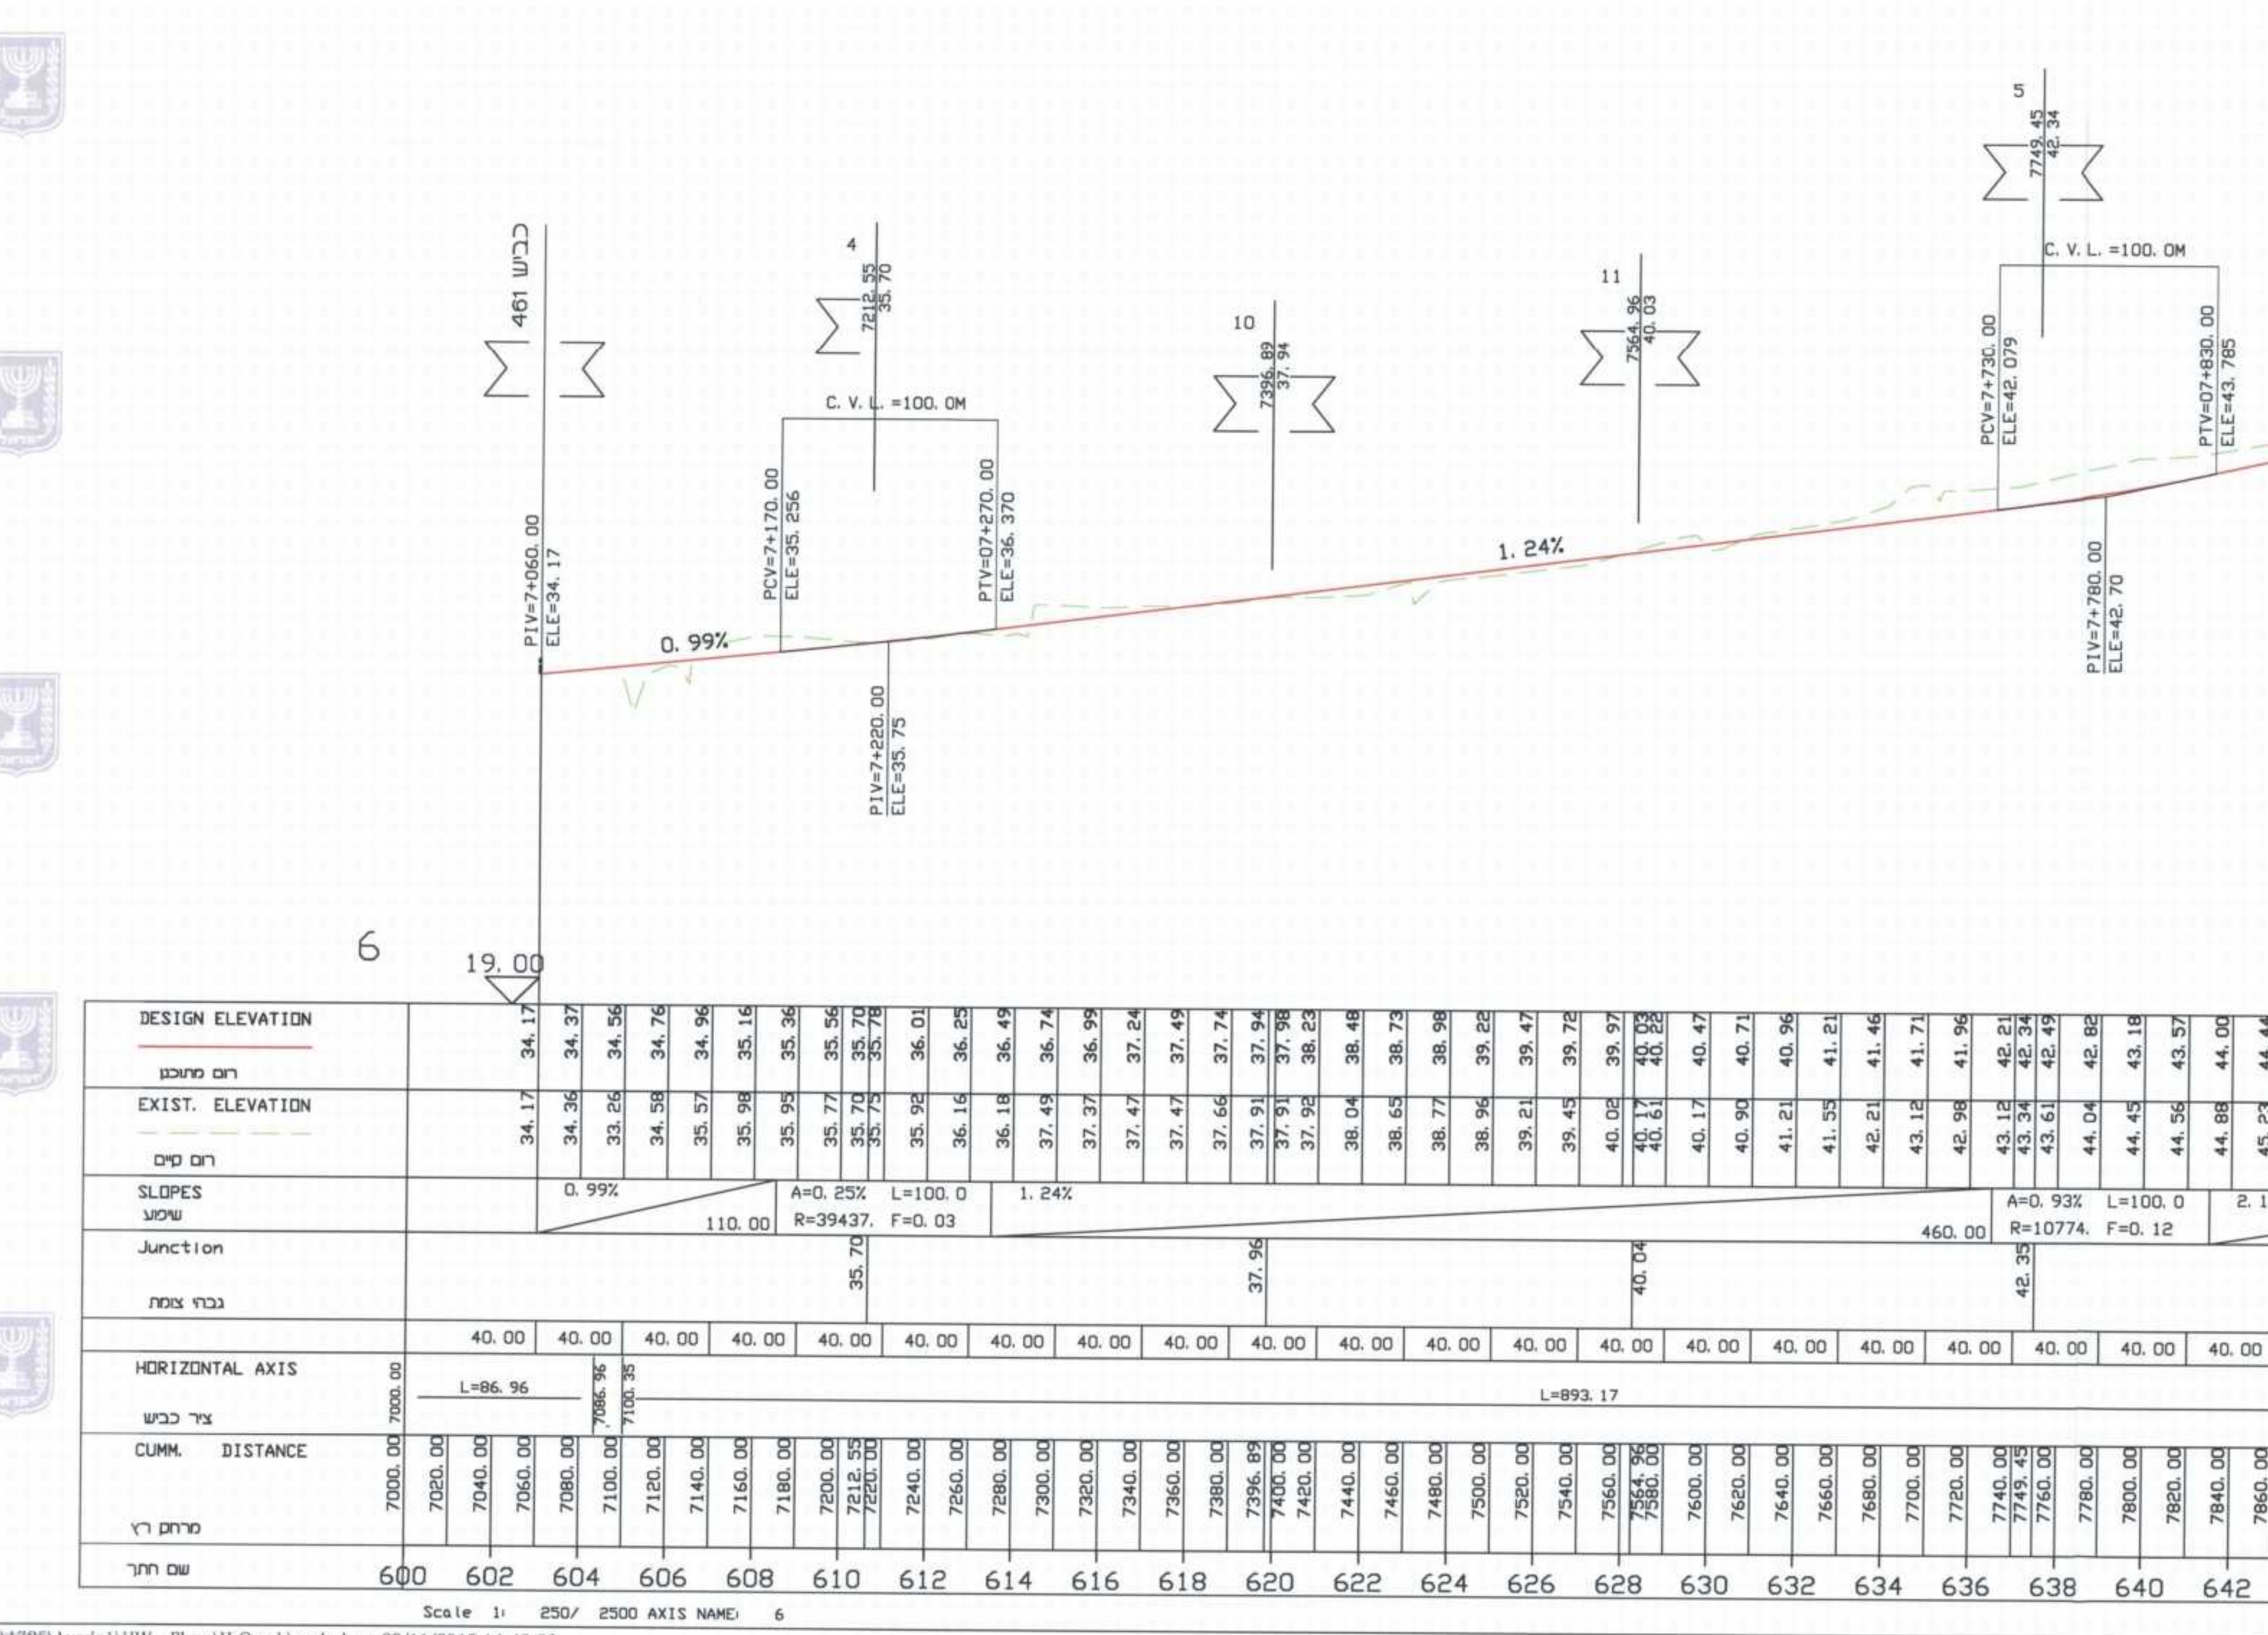 5
7749. 45
42. 34
C. V. L. =100. 0M
כביש 461
4
7212. 55
35. 70
10
7396. 89
37. 94
11
7564. 96
40. 03
C. V. L. =100. 0M
PIV=7+060. 00
ELE=34. 17
PCV=7+170. 00
ELE=35. 256
PTV=07+270. 00
ELE=36. 370
PCV=7+730. 00
ELE=42. 079
PTV=07+830. 00
ELE=43. 785
0. 99%
1. 24%
PIV=7+220. 00
ELE=35. 75
PIV=7+780. 00
ELE=42. 70
6
19. 00
DESIGN ELEVATION
רום מתוכנן
34. 17 34. 37 34. 56 34. 76 34. 96 35. 16 35. 36 35. 56 35. 70 35. 78 36. 01 36. 25 36. 49 36. 74 36. 99 37. 24 37. 49 37. 74 37. 94 37. 98 38. 23 38. 48 38. 73 38. 98 39. 22 39. 47 39. 72 39. 97 40. 03 40. 22 40. 47 40. 71 40. 96 41. 21 41. 46 41. 71 41. 96 42. 21 42. 34 42. 49 42. 82 43. 18 43. 57 44. 00 44. 44
EXIST. ELEVATION
רום קיים
34. 17 34. 36 33. 26 34. 58 35. 57 35. 98 35. 95 35. 77 35. 70 35. 75 35. 92 36. 16 36. 18 37. 49 37. 37 37. 47 37. 47 37. 66 37. 91 37. 91 37. 92 38. 04 38. 65 38. 77 38. 96 39. 21 39. 45 40. 02 40. 17 40. 61 40. 17 40. 90 41. 21 41. 55 42. 21 43. 12 42. 98 43. 12 43. 34 43. 61 44. 04 44. 45 44. 56 44. 88 45. 23
SLOPES
שיפוע
0. 99%
110. 00
A=0. 25% L=100. 0
R=39437. F=0. 03
1. 24%
460. 00
A=0. 93% L=100. 0
R=10774. F=0. 12
2. 1
Junction
גבהי צומת
35. 70 37. 96 40. 04 42. 35
40. 00 40. 00 40. 00 40. 00 40. 00 40. 00 40. 00 40. 00 40. 00 40. 00 40. 00 40. 00 40. 00 40. 00 40. 00 40. 00 40. 00 40. 00 40. 00 40. 00 40. 00
HORIZONTAL AXIS
ציר כביש
7000. 00
L=86. 96
7086. 96
7100. 35
L=893. 17
CUMM. DISTANCE
מרחק רץ
7000. 00 7020. 00 7040. 00 7060. 00 7080. 00 7100. 00 7120. 00 7140. 00 7160. 00 7180. 00 7200. 00 7212. 55 7220. 00 7240. 00 7260. 00 7280. 00 7300. 00 7320. 00 7340. 00 7360. 00 7380. 00 7396. 89 7400. 00 7420. 00 7440. 00 7460. 00 7480. 00 7500. 00 7520. 00 7540. 00 7560. 00 7564. 96 7580. 00 7600. 00 7620. 00 7640. 00 7660. 00 7680. 00 7700. 00 7720. 00 7740. 00 7749. 45 7760. 00 7780. 00 7800. 00 7820. 00 7840. 00 7860. 00
שם חתך
600 602 604 606 608 610 612 614 616 618 620 622 624 626 628 630 632 634 636 638 640 642
Scale 1: 250/ 2500 AXIS NAME: 6